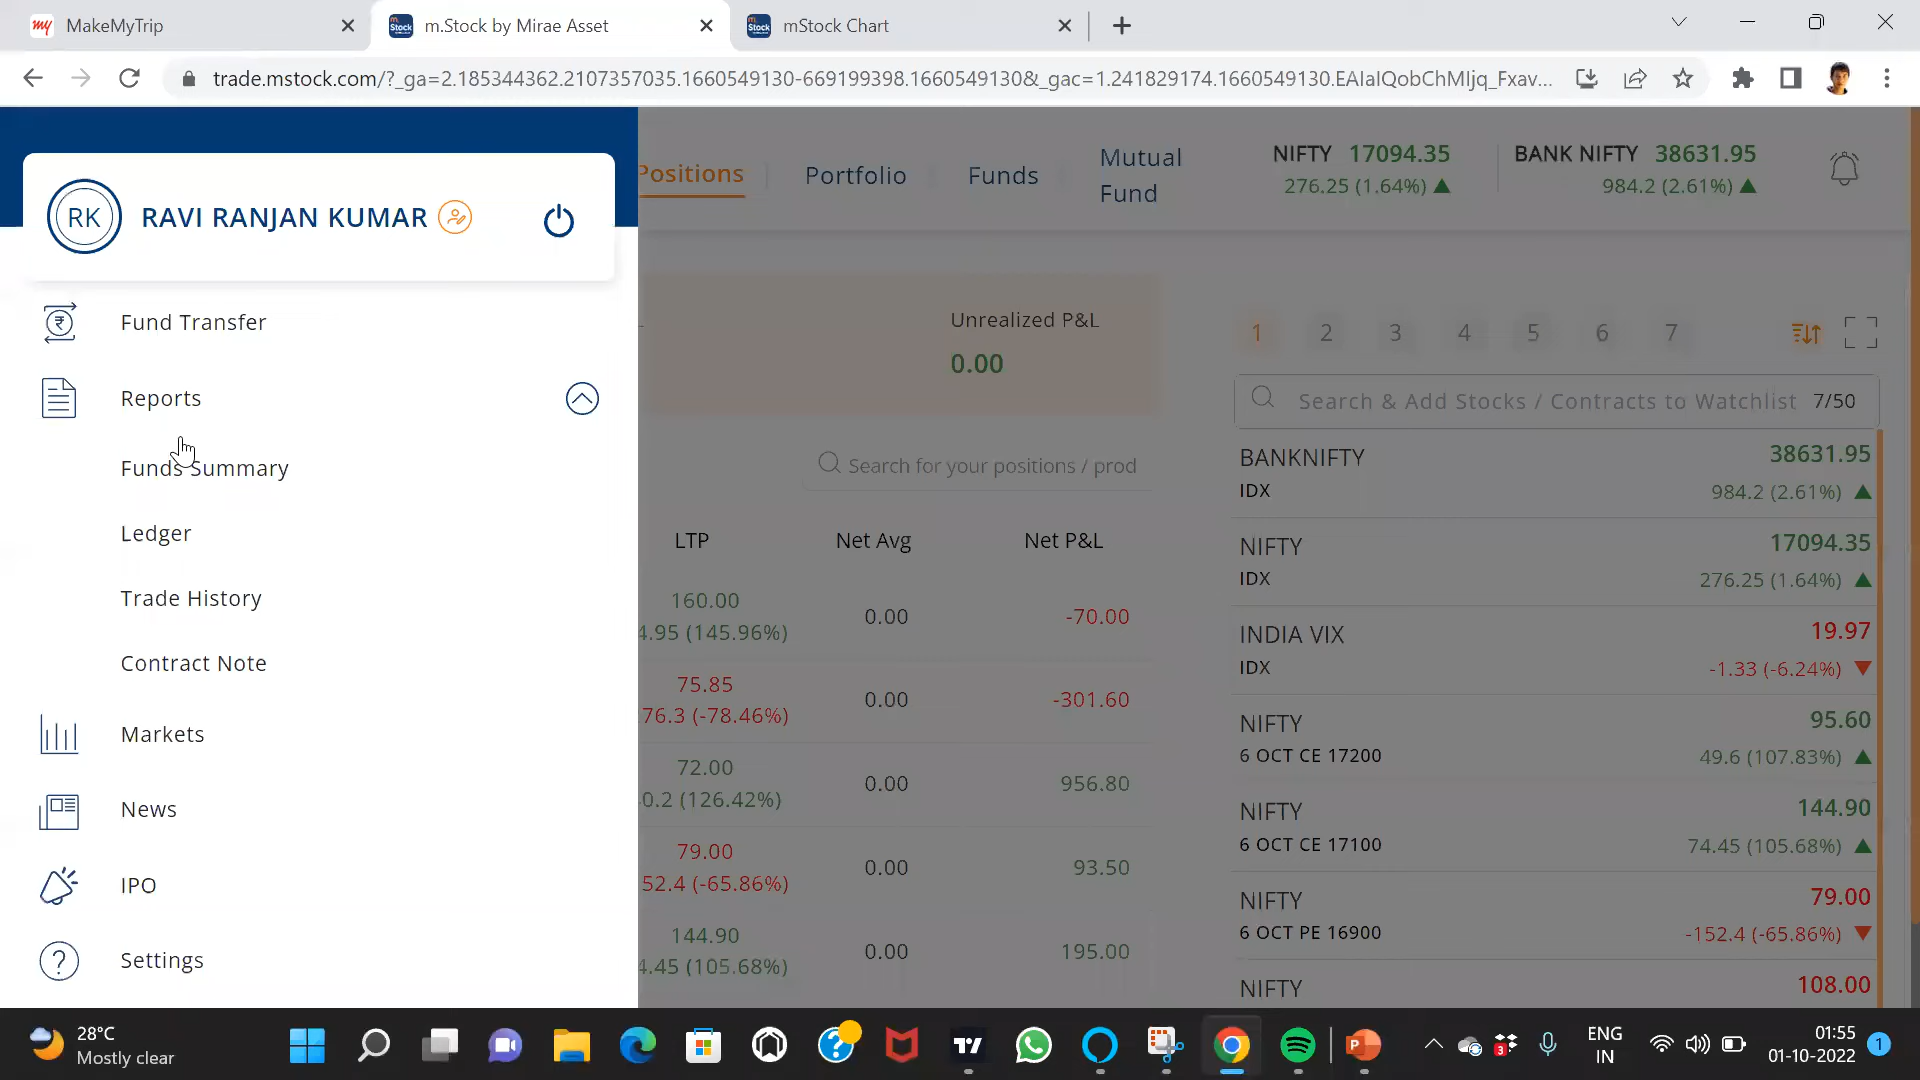 MakeMyTrip
m.Stock by Mirae Asset
mStock Chart
trade.mstock.com/?_ga=2.185344362.2107357035.1660549130-669199398.1660549130&_gac=1.241829174.1660549130.EAIaIQobChMIjq_Fxav...
RK
RAVI RANJAN KUMAR
Fund Transfer
Reports
Funds Summary
Ledger
Trade History
Contract Note
Markets
News
IPO
Settings
Positions
Portfolio
Funds
Mutual
Fund
NIFTY 17094.35
276.25 (1.64%)
BANK NIFTY 38631.95
984.2 (2.61%)
Unrealized P&L
0.00
Search for your positions / prod
LTP Net Avg Net P&L
160.00
4.95 (145.96%) 0.00 -70.00
75.85
76.3 (-78.46%) 0.00 -301.60
72.00
0.2 (126.42%) 0.00 956.80
79.00
52.4 (-65.86%) 0.00 93.50
144.90
4.45 (105.68%) 0.00 195.00
1 2 3 4 5 6 7
Search & Add Stocks / Contracts to Watchlist 7/50
BANKNIFTY 38631.95
IDX 984.2 (2.61%)
NIFTY 17094.35
IDX 276.25 (1.64%)
INDIA VIX 19.97
IDX -1.33 (-6.24%)
NIFTY 95.60
6 OCT CE 17200 49.6 (107.83%)
NIFTY 144.90
6 OCT CE 17100 74.45 (105.68%)
NIFTY 79.00
6 OCT PE 16900 -152.4 (-65.86%)
NIFTY 108.00
28°C
Mostly clear
ENG
IN
01:55
01-10-2022
1